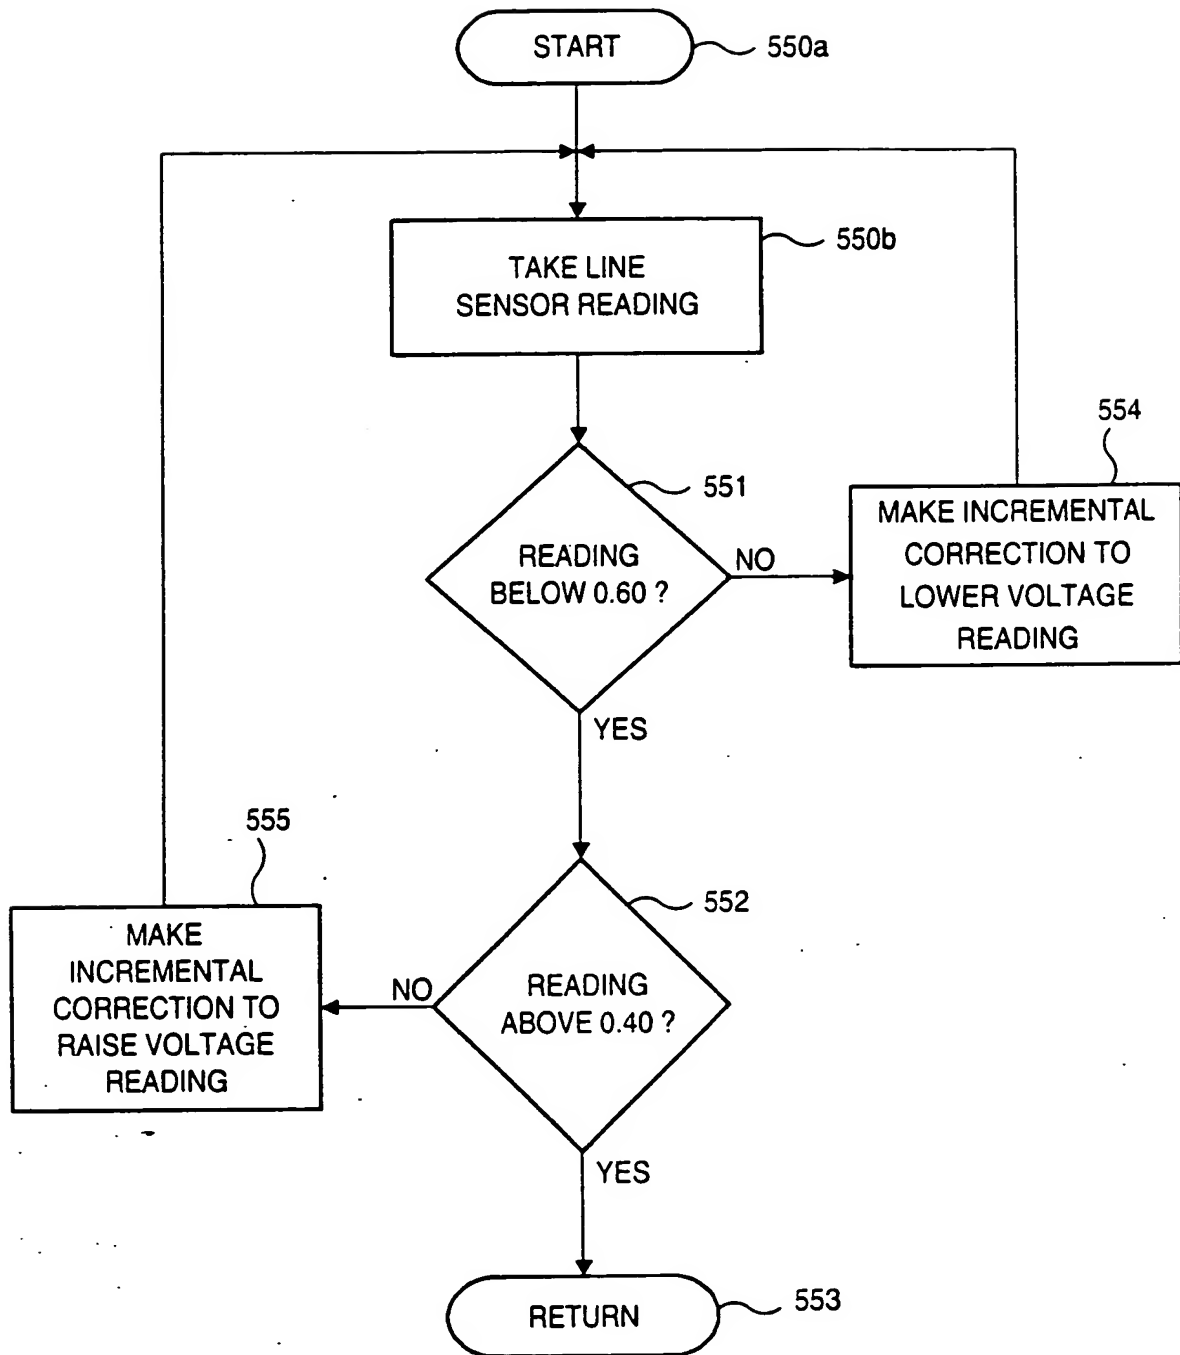 START
550a
TAKE LINE
SENSOR READING
550b
551
READING
BELOW 0.60 ?
NO
554
MAKE INCREMENTAL
CORRECTION TO
LOWER VOLTAGE
READING
YES
555
MAKE
INCREMENTAL
CORRECTION TO
RAISE VOLTAGE
READING
NO
552
READING
ABOVE 0.40 ?
YES
RETURN
553